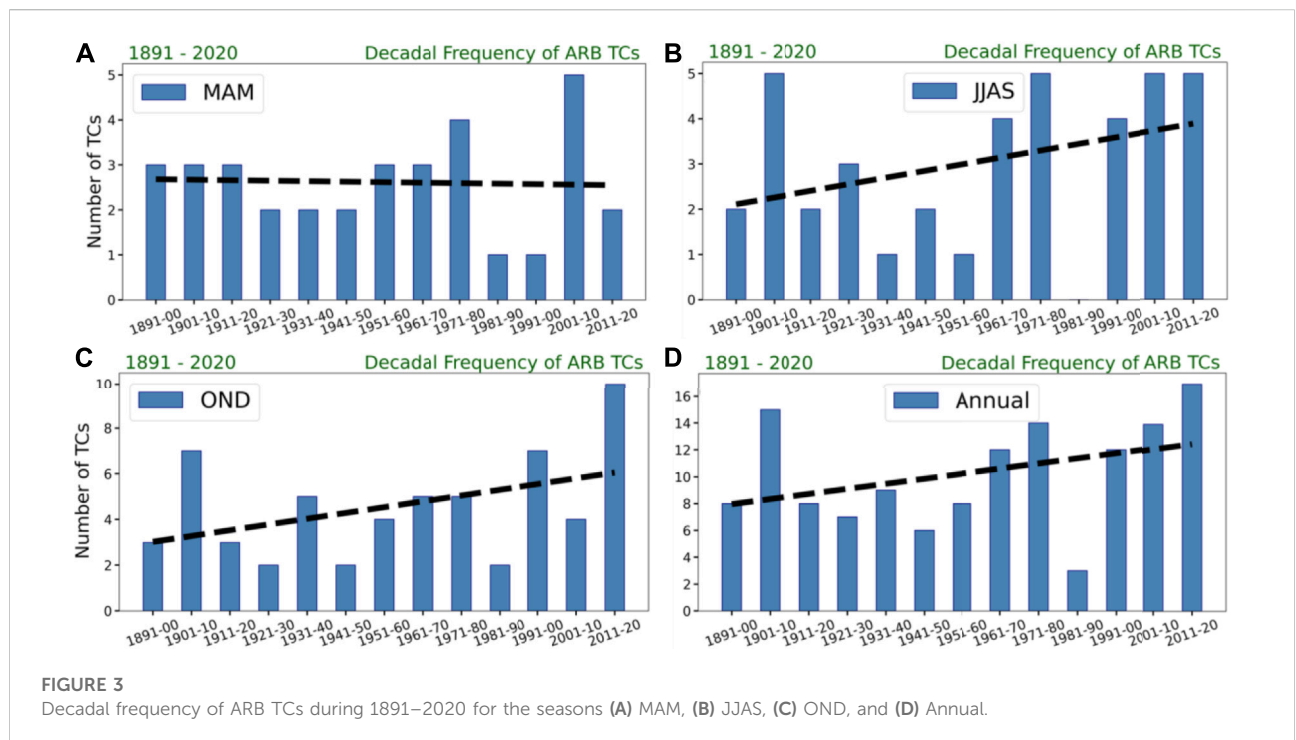 A
1891 - 2020 Decadal Frequency of ARB TCs
MAM
Number of TCs
5
4
3
2
1
0
1891-00 1901-10 1911-20 1921-30 1931-40 1941-50 1951-60 1961-70 1971-80 1981-90 1991-00 2001-10 2011-20
B
1891 - 2020 Decadal Frequency of ARB TCs
JJAS
5
4
3
2
1
0
1891-00 1901-10 1911-20 1921-30 1931-40 1941-50 1951-60 1961-70 1971-80 1981-90 1991-00 2001-10 2011-20
C
1891 - 2020 Decadal Frequency of ARB TCs
OND
Number of TCs
10
8
6
4
2
0
1891-00 1901-10 1911-20 1921-30 1931-40 1941-50 1951-60 1961-70 1971-80 1981-90 1991-00 2001-10 2011-20
D
1891 - 2020 Decadal Frequency of ARB TCs
Annual
16
14
12
10
8
6
4
2
0
1891-00 1901-10 1911-20 1921-30 1931-40 1941-50 1951-60 1961-70 1971-80 1981-90 1991-00 2001-10 2011-20
FIGURE 3
Decadal frequency of ARB TCs during 1891–2020 for the seasons (A) MAM, (B) JJAS, (C) OND, and (D) Annual.